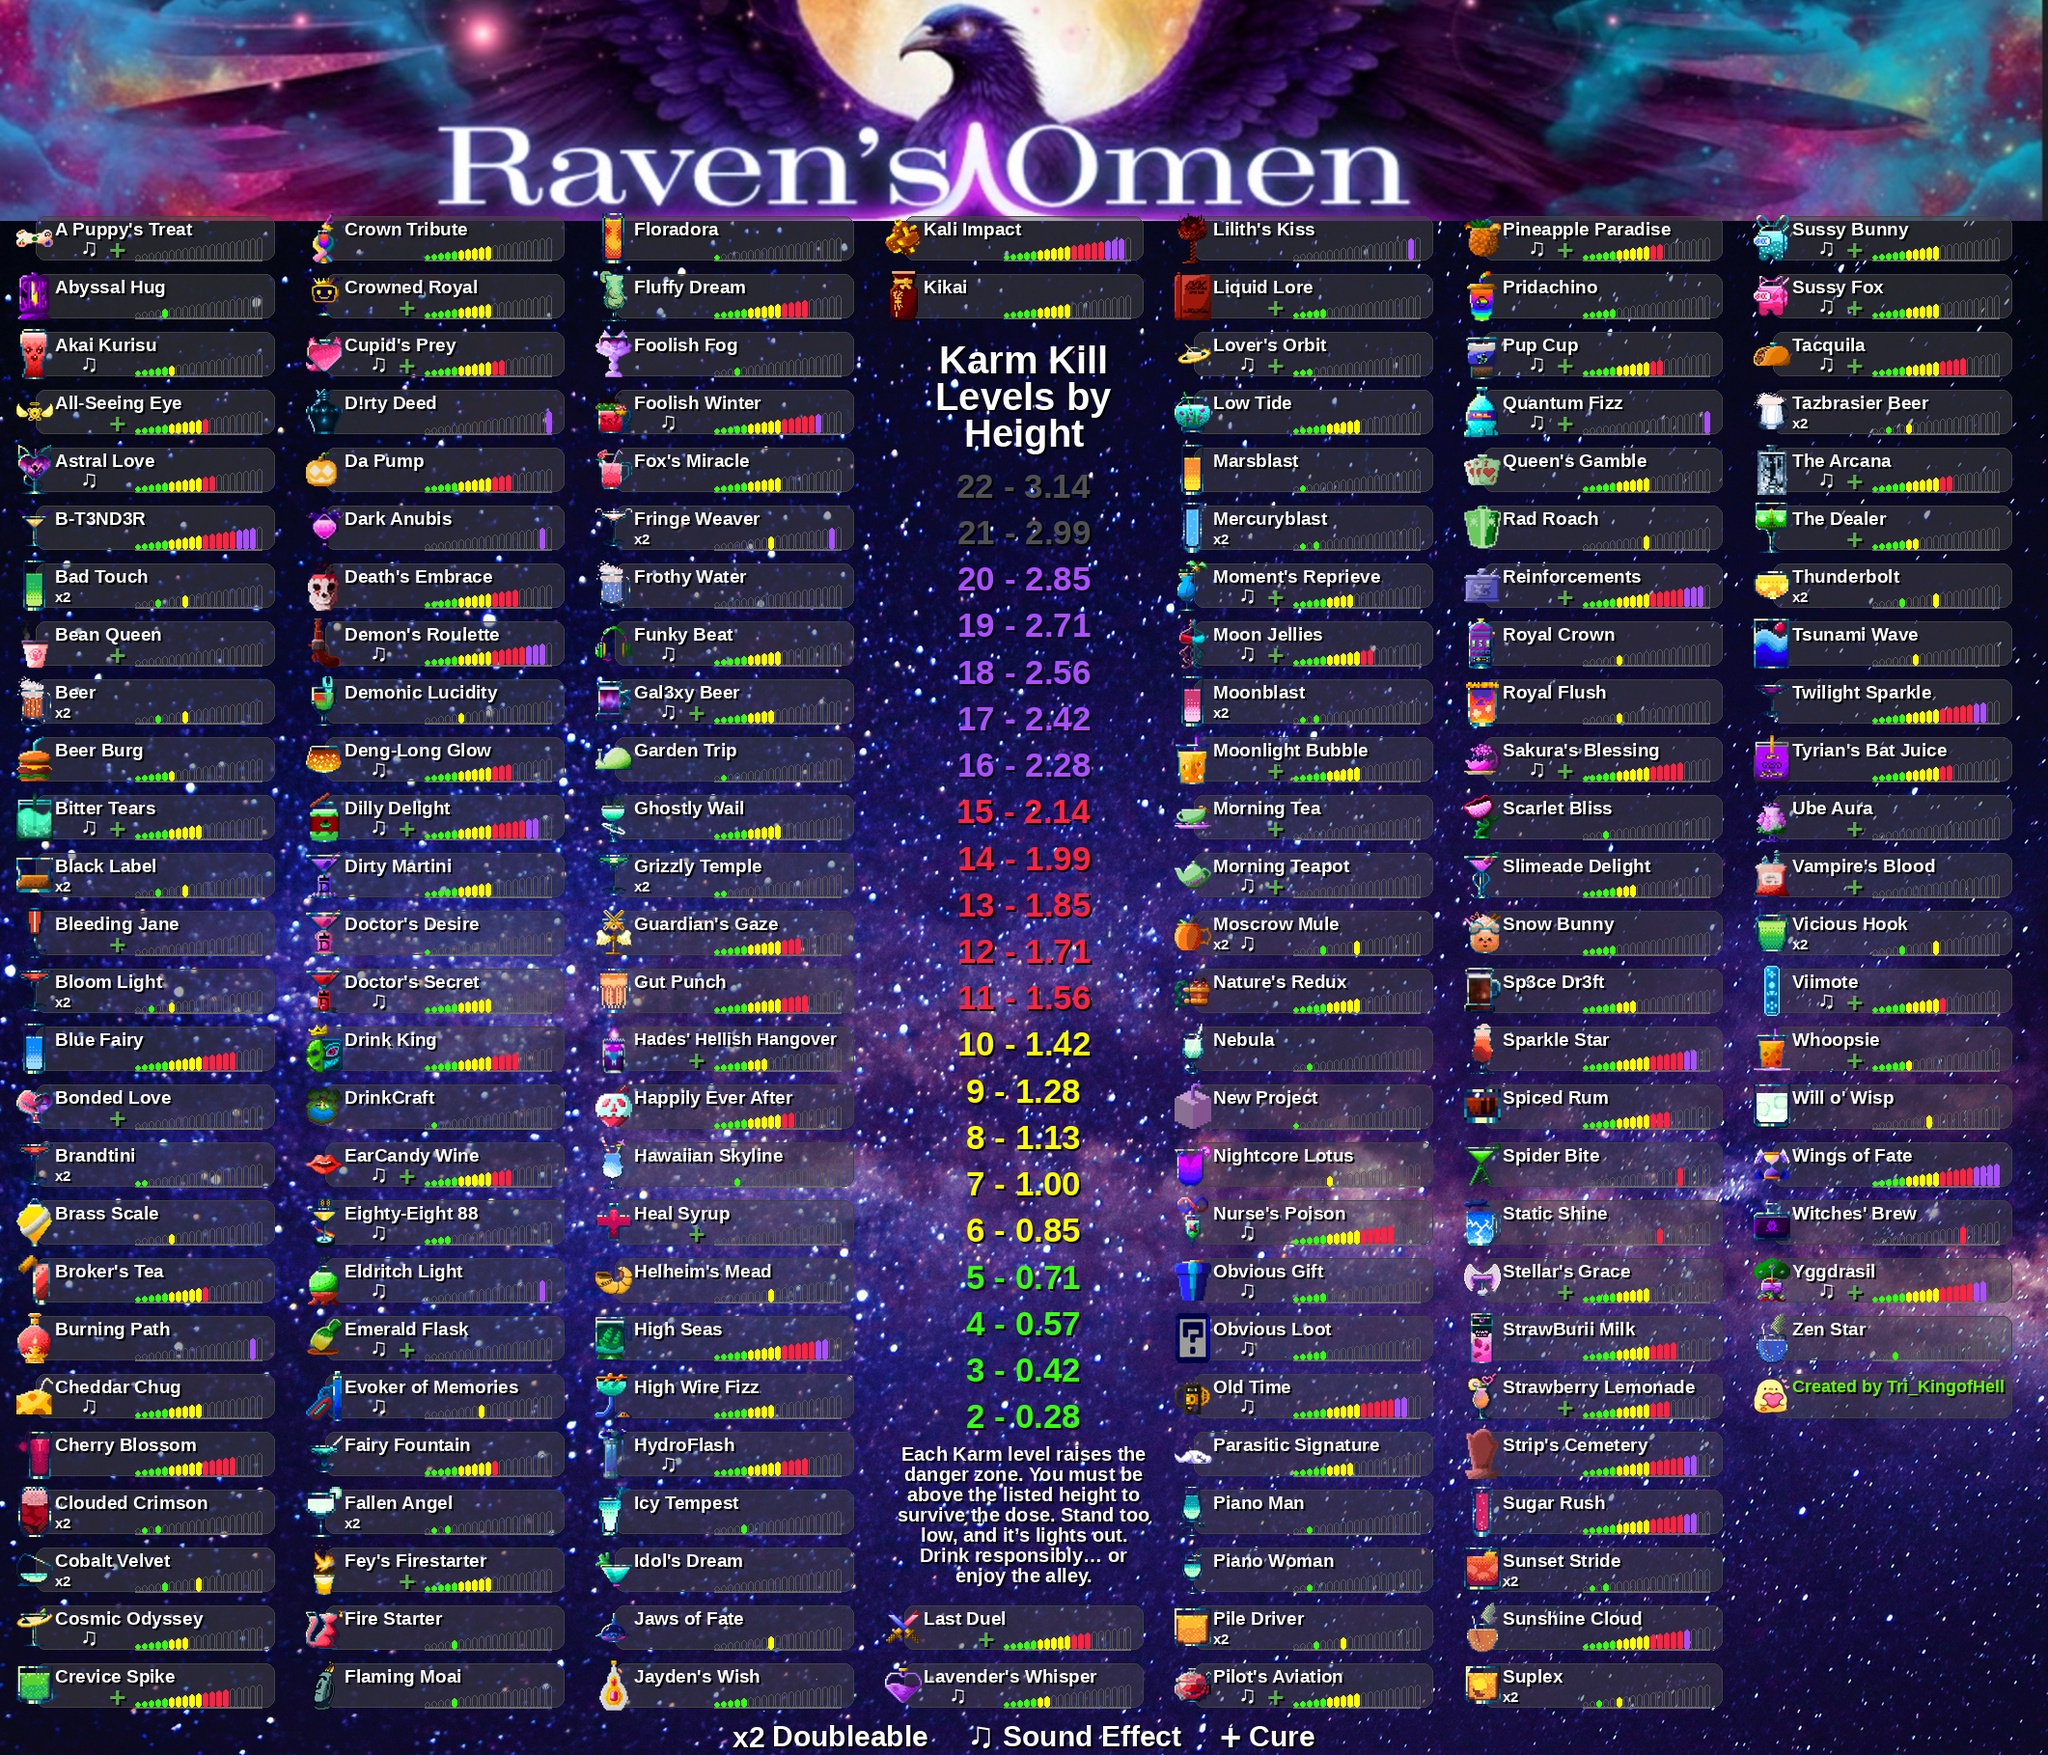 Raven's Omen
A Puppy's Treat
♫ +
Abyssal Hug
Akai Kurisu
♫
All-Seeing Eye
+
Astral Love
♫
B-T3ND3R
Bad Touch
x2
Bean Queen
+
Beer
x2
Beer Burg
Bitter Tears
♫ +
Black Label
x2
Bleeding Jane
+
Bloom Light
x2
Blue Fairy
Bonded Love
+
Brandtini
x2
Brass Scale
Broker's Tea
Burning Path
Cheddar Chug
♫
Cherry Blossom
Clouded Crimson
x2
Cobalt Velvet
x2
Cosmic Odyssey
♫
Crevice Spike
+
Crown Tribute
Crowned Royal
+
Cupid's Prey
♫ +
D!rty Deed
Da Pump
Dark Anubis
Death's Embrace
Demon's Roulette
♫
Demonic Lucidity
Deng-Long Glow
♫
Dilly Delight
♫ +
Dirty Martini
Doctor's Desire
Doctor's Secret
♫
Drink King
DrinkCraft
EarCandy Wine
♫ +
Eighty-Eight 88
♫
Eldritch Light
♫
Emerald Flask
♫ +
Evoker of Memories
♫
Fairy Fountain
Fallen Angel
x2
Fey's Firestarter
+
Fire Starter
Flaming Moai
Floradora
Fluffy Dream
Foolish Fog
Foolish Winter
♫
Fox's Miracle
Fringe Weaver
x2
Frothy Water
Funky Beat
♫
Gal3xy Beer
♫ +
Garden Trip
Ghostly Wail
Grizzly Temple
x2
Guardian's Gaze
Gut Punch
Hades' Hellish Hangover
+
Happily Ever After
Hawaiian Skyline
Heal Syrup
+
Helheim's Mead
High Seas
High Wire Fizz
HydroFlash
♫
Icy Tempest
Idol's Dream
Jaws of Fate
Jayden's Wish
Kali Impact
Kikai
Karm Kill
Levels by
Height
22 - 3.14
21 - 2.99
20 - 2.85
19 - 2.71
18 - 2.56
17 - 2.42
16 - 2.28
15 - 2.14
14 - 1.99
13 - 1.85
12 - 1.71
11 - 1.56
10 - 1.42
9 - 1.28
8 - 1.13
7 - 1.00
6 - 0.85
5 - 0.71
4 - 0.57
3 - 0.42
2 - 0.28
Each Karm level raises the
danger zone. You must be
above the listed height to
survive the dose. Stand too
low, and it's lights out.
Drink responsibly... or
enjoy the alley.
Last Duel
+
Lavender's Whisper
♫
Lilith's Kiss
Liquid Lore
+
Lover's Orbit
♫ +
Low Tide
Marsblast
Mercuryblast
x2
Moment's Reprieve
♫ +
Moon Jellies
♫ +
Moonblast
x2
Moonlight Bubble
+
Morning Tea
+
Morning Teapot
♫ +
Moscrow Mule
x2 ♫
Nature's Redux
Nebula
New Project
Nightcore Lotus
Nurse's Poison
♫
Obvious Gift
♫
Obvious Loot
♫
Old Time
♫
Parasitic Signature
Piano Man
Piano Woman
Pile Driver
x2
Pilot's Aviation
♫ +
Pineapple Paradise
♫ +
Pridachino
Pup Cup
♫ +
Quantum Fizz
♫ +
Queen's Gamble
Rad Roach
Reinforcements
+
Royal Crown
Royal Flush
Sakura's Blessing
♫ +
Scarlet Bliss
Slimeade Delight
Snow Bunny
Sp3ce Dr3ft
Sparkle Star
Spiced Rum
Spider Bite
Static Shine
Stellar's Grace
+
StrawBurii Milk
Strawberry Lemonade
+
Strip's Cemetery
Sugar Rush
Sunset Stride
x2
Sunshine Cloud
Suplex
x2
Sussy Bunny
♫ +
Sussy Fox
♫ +
Tacquila
♫ +
Tazbrasier Beer
x2
The Arcana
♫ +
The Dealer
+
Thunderbolt
x2
Tsunami Wave
Twilight Sparkle
Tyrian's Bat Juice
Ube Aura
+
Vampire's Blood
+
Vicious Hook
x2
Viimote
♫ +
Whoopsie
+
Will o' Wisp
Wings of Fate
Witches' Brew
Yggdrasil
♫ +
Zen Star
Created by Tri_KingofHell
x2 Doubleable ♫ Sound Effect + Cure